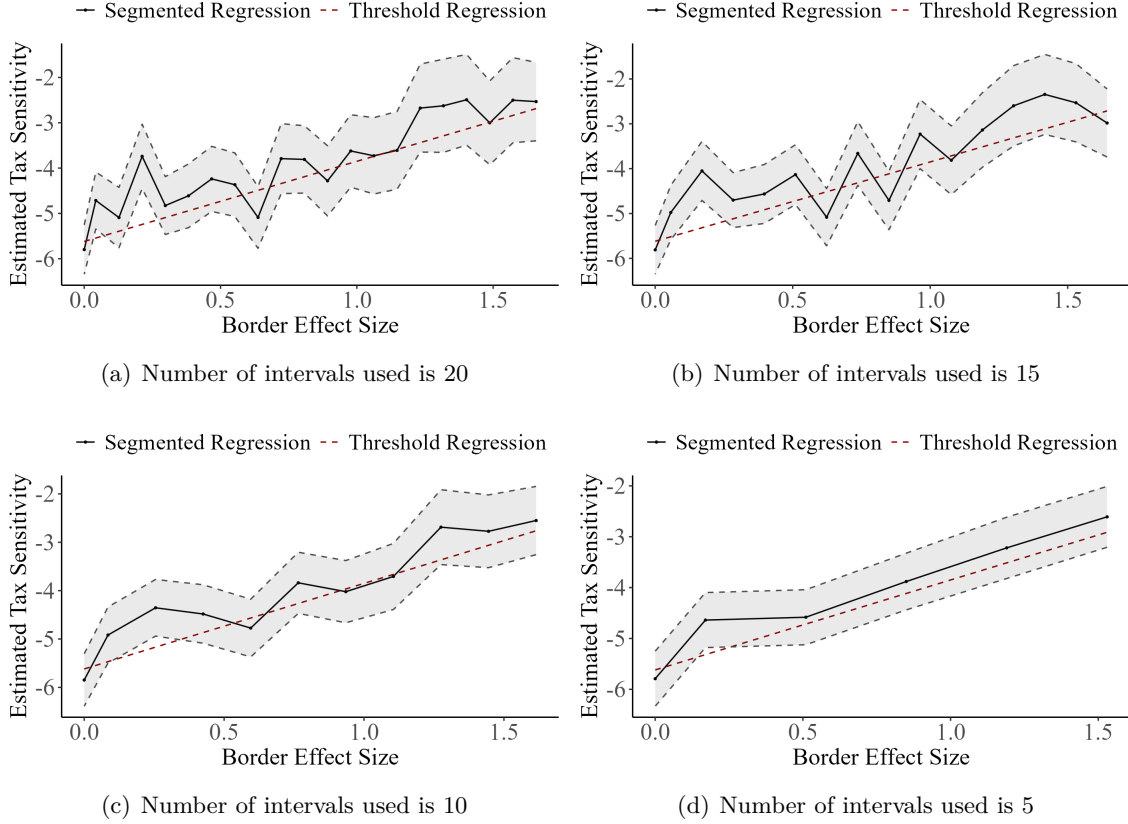 Segmented Regression Threshold Regression
Estimated Tax Sensitivity
-2
-3
-4
-5
-6
0.0 0.5 1.0 1.5
Border Effect Size
(a) Number of intervals used is 20
Segmented Regression Threshold Regression
Estimated Tax Sensitivity
-2
-3
-4
-5
-6
0.0 0.5 1.0 1.5
Border Effect Size
(b) Number of intervals used is 15
Segmented Regression Threshold Regression
Estimated Tax Sensitivity
-2
-3
-4
-5
-6
0.0 0.5 1.0 1.5
Border Effect Size
(c) Number of intervals used is 10
Segmented Regression Threshold Regression
Estimated Tax Sensitivity
-2
-3
-4
-5
-6
0.0 0.5 1.0 1.5
Border Effect Size
(d) Number of intervals used is 5